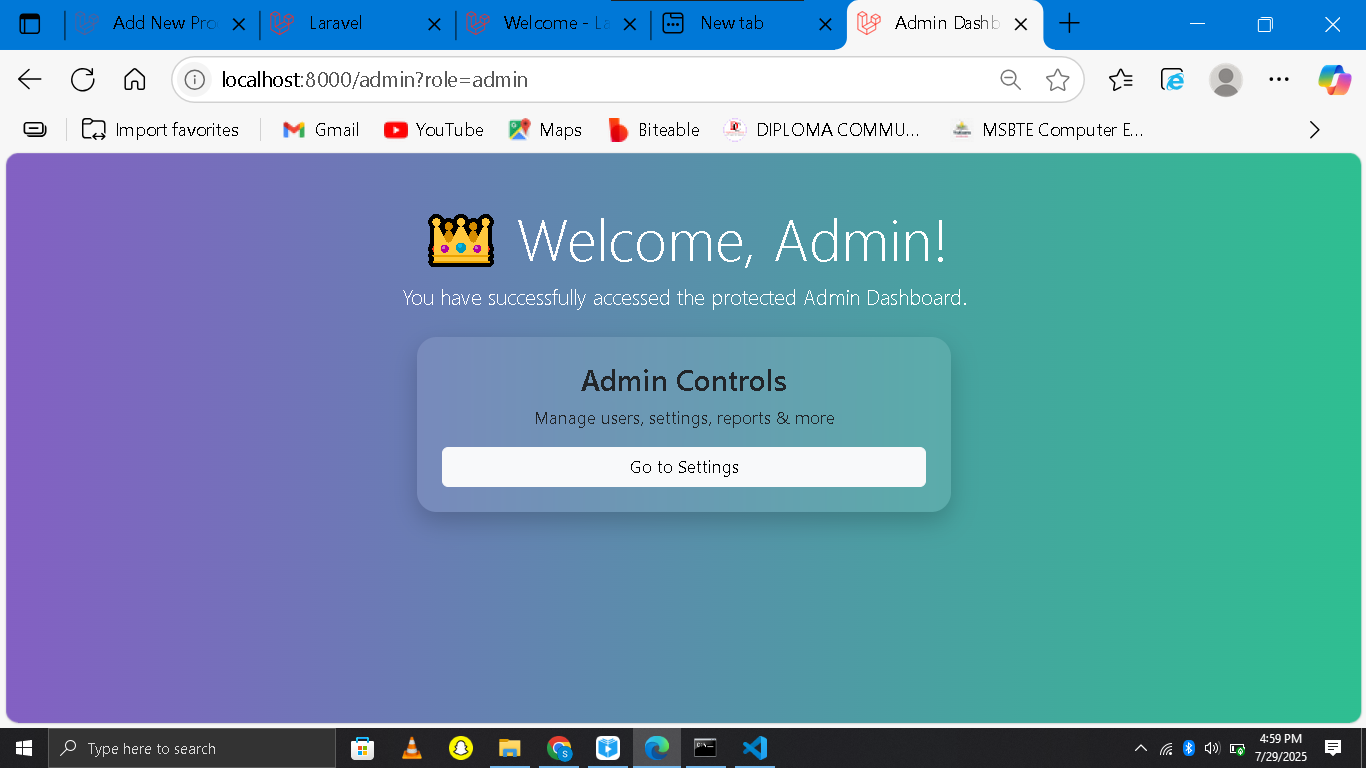 Add New Pro
Laravel
Welcome - La
New tab
Admin Dashb
localhost:8000/admin?role=admin
Import favorites
Gmail
YouTube
Maps
Biteable
DIPLOMA COMMU...
MSBTE Computer E...
Welcome, Admin!
You have successfully accessed the protected Admin Dashboard.
Admin Controls
Manage users, settings, reports & more
Go to Settings
Type here to search
4:59 PM
7/29/2025